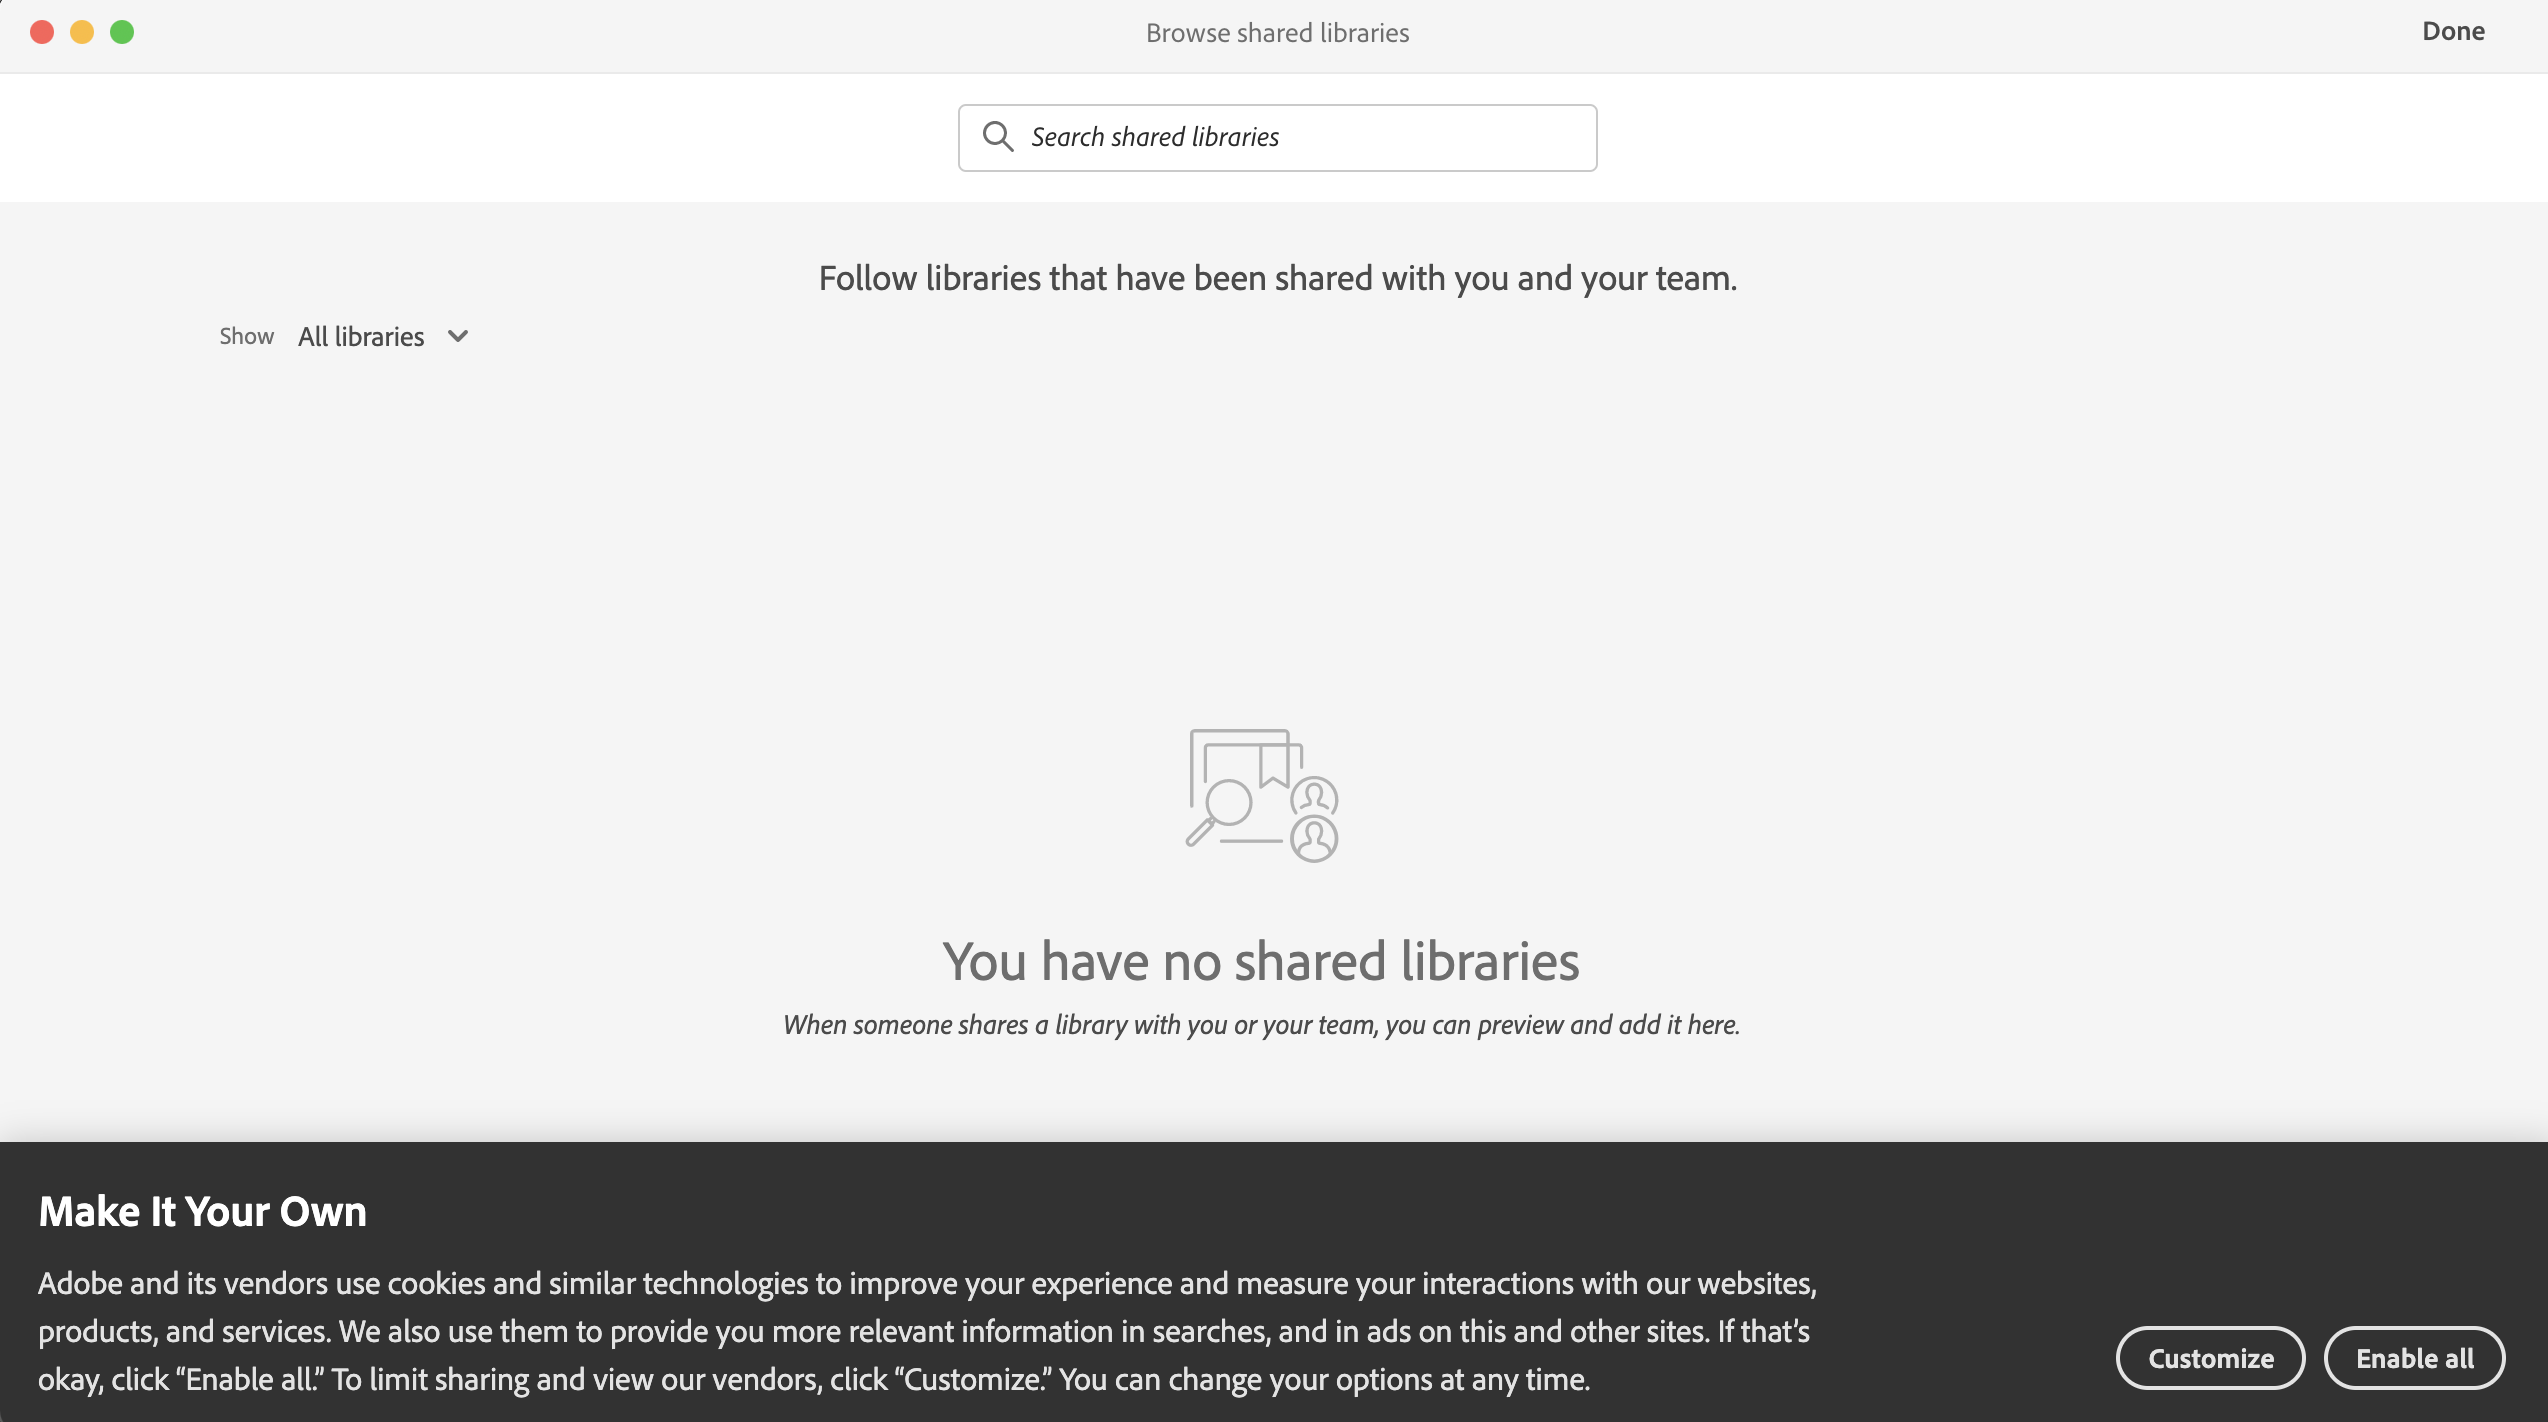 Browse shared libraries
Done
Search shared libraries
Follow libraries that have been shared with you and your team.
Show All libraries
You have no shared libraries
When someone shares a library with you or your team, you can preview and add it here.
Make It Your Own
Adobe and its vendors use cookies and similar technologies to improve your experience and measure your interactions with our websites,
products, and services. We also use them to provide you more relevant information in searches, and in ads on this and other sites. If that’s
okay, click “Enable all.” To limit sharing and view our vendors, click “Customize.” You can change your options at any time.
Customize
Enable all